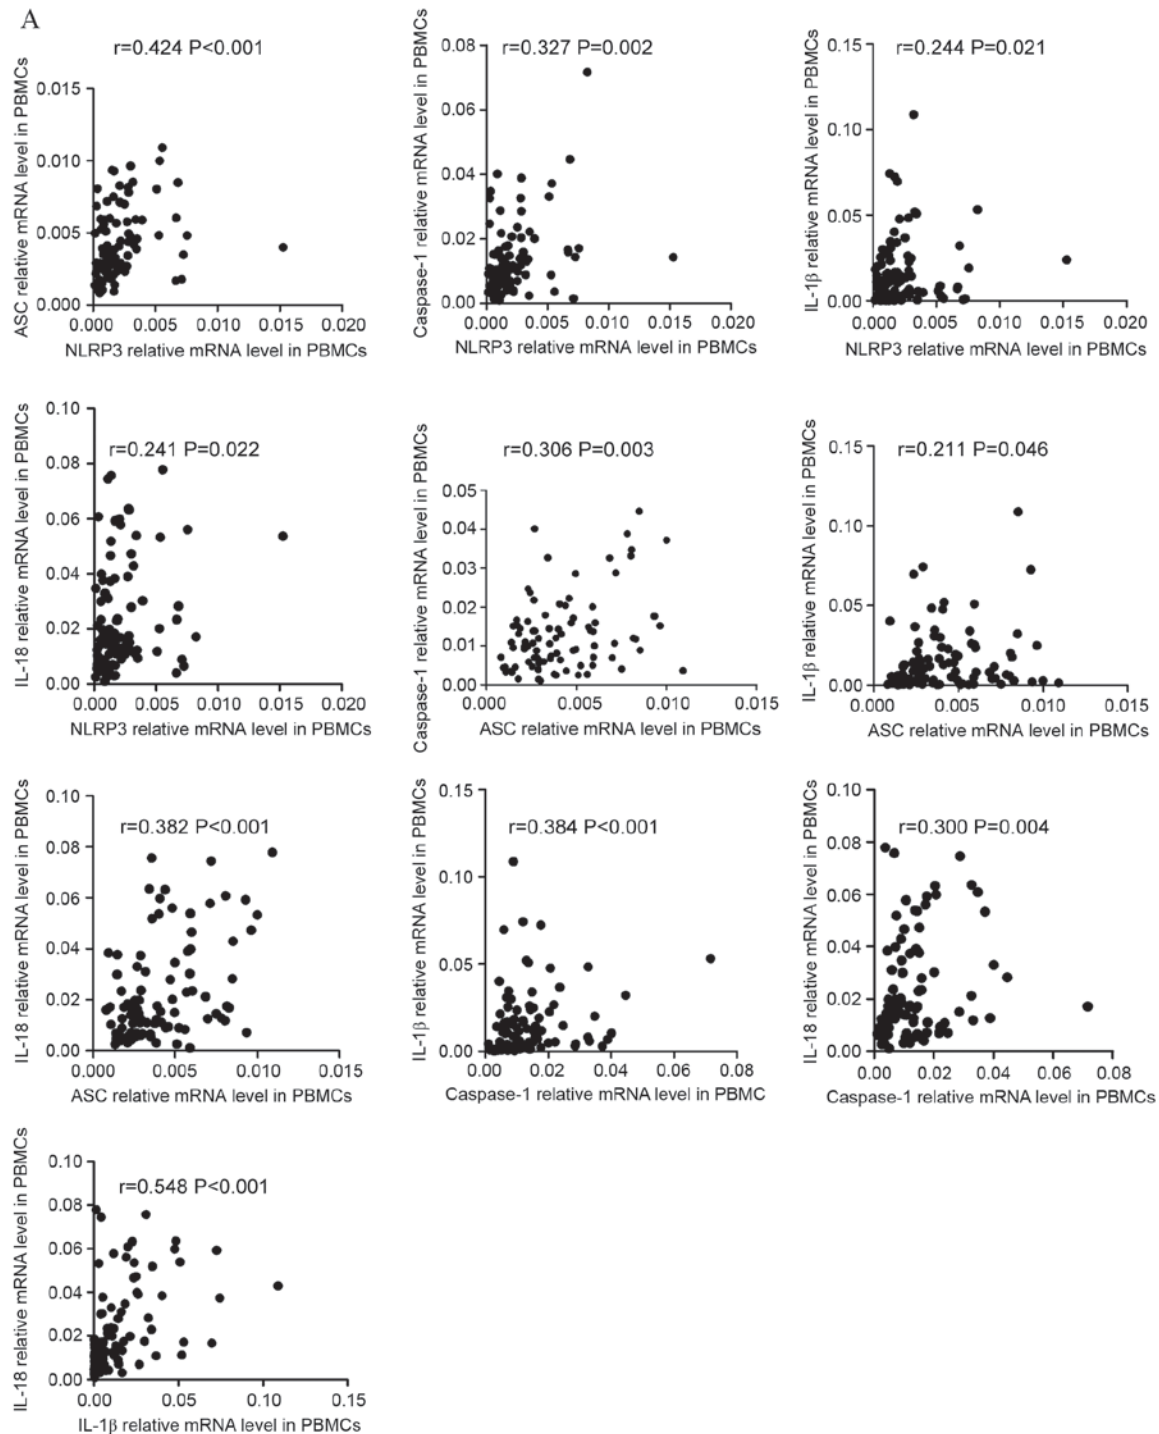 A
r=0.424 P<0.001
ASC relative mRNA level in PBMCs
0.015
0.010
0.005
0.000
0.000 0.005 0.010 0.015 0.020
NLRP3 relative mRNA level in PBMCs
r=0.327 P=0.002
Caspase-1 relative mRNA level in PBMCs
0.08
0.06
0.04
0.02
0.00
0.000 0.005 0.010 0.015 0.020
NLRP3 relative mRNA level in PBMCs
r=0.244 P=0.021
IL-1β relative mRNA level in PBMCs
0.15
0.10
0.05
0.00
0.000 0.005 0.010 0.015 0.020
NLRP3 relative mRNA level in PBMCs
r=0.241 P=0.022
IL-18 relative mRNA level in PBMCs
0.10
0.08
0.06
0.04
0.02
0.00
0.000 0.005 0.010 0.015 0.020
NLRP3 relative mRNA level in PBMCs
r=0.306 P=0.003
Caspase-1 relative mRNA level in PBMCs
0.05
0.04
0.03
0.02
0.01
0.00
0.000 0.005 0.010 0.015
ASC relative mRNA level in PBMCs
r=0.211 P=0.046
IL-1β relative mRNA level in PBMCs
0.15
0.10
0.05
0.00
0.000 0.005 0.010 0.015
ASC relative mRNA level in PBMCs
r=0.382 P<0.001
IL-18 relative mRNA level in PBMCs
0.10
0.08
0.06
0.04
0.02
0.00
0.000 0.005 0.010 0.015
ASC relative mRNA level in PBMCs
r=0.384 P<0.001
IL-1β relative mRNA level in PBMCs
0.15
0.10
0.05
0.00
0.00 0.02 0.04 0.06 0.08
Caspase-1 relative mRNA level in PBMC
r=0.300 P=0.004
IL-18 relative mRNA level in PBMCs
0.10
0.08
0.06
0.04
0.02
0.00
0.00 0.02 0.04 0.06 0.08
Caspase-1 relative mRNA level in PBMCs
r=0.548 P<0.001
IL-18 relative mRNA level in PBMCs
0.10
0.08
0.06
0.04
0.02
0.00
0.00 0.05 0.10 0.15
IL-1β relative mRNA level in PBMCs